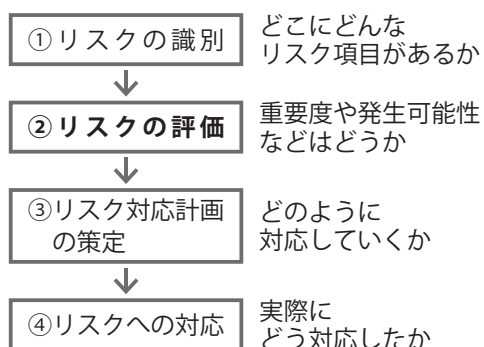 ①リスクの識別
どこにどんな
リスク項目があるか
②リスクの評価
重要度や発生可能性
などはどうか
③リスク対応計画
の策定
どのように
対応していくか
④リスクへの対応
実際に
どう対応したか